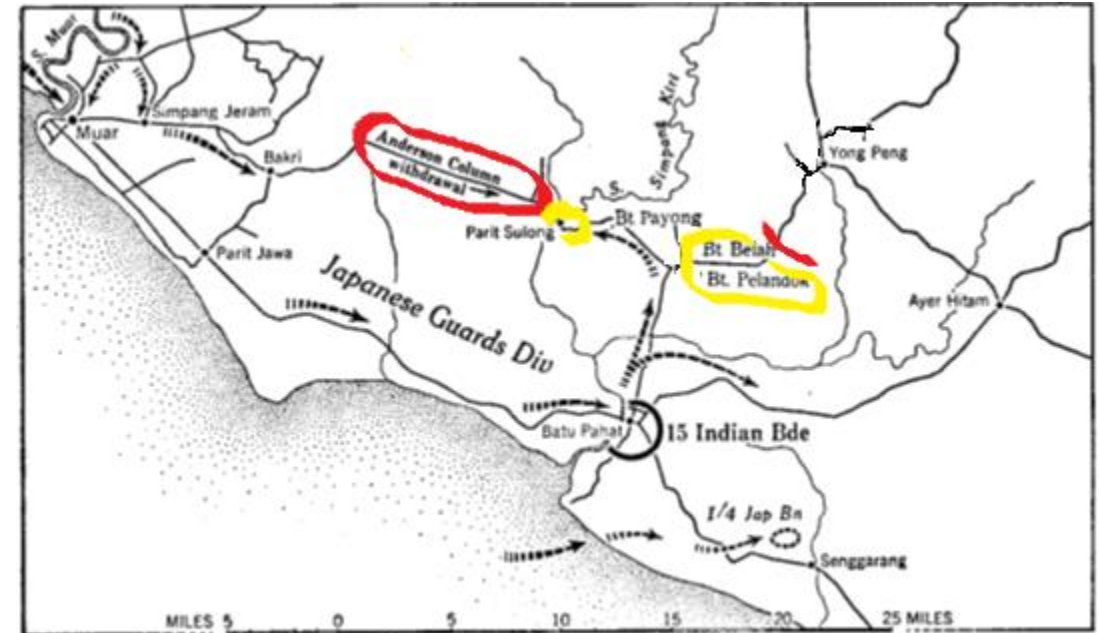 Muar
Simpang Jeram
Muar
Bakri
Anderson Column
withdrawal
Simpang Kiri
S.
Yong Peng
Parit Sulong
Bt Payong
Bt Belah
Bt. Pelandok
Parit Jawa
Japanese Guards Div
Ayer Hitam
Batu Pahat
15 Indian Bde
1/4 Jap Bn
Senggarang
MILES 5 0 5 10 15 20 25 MILES